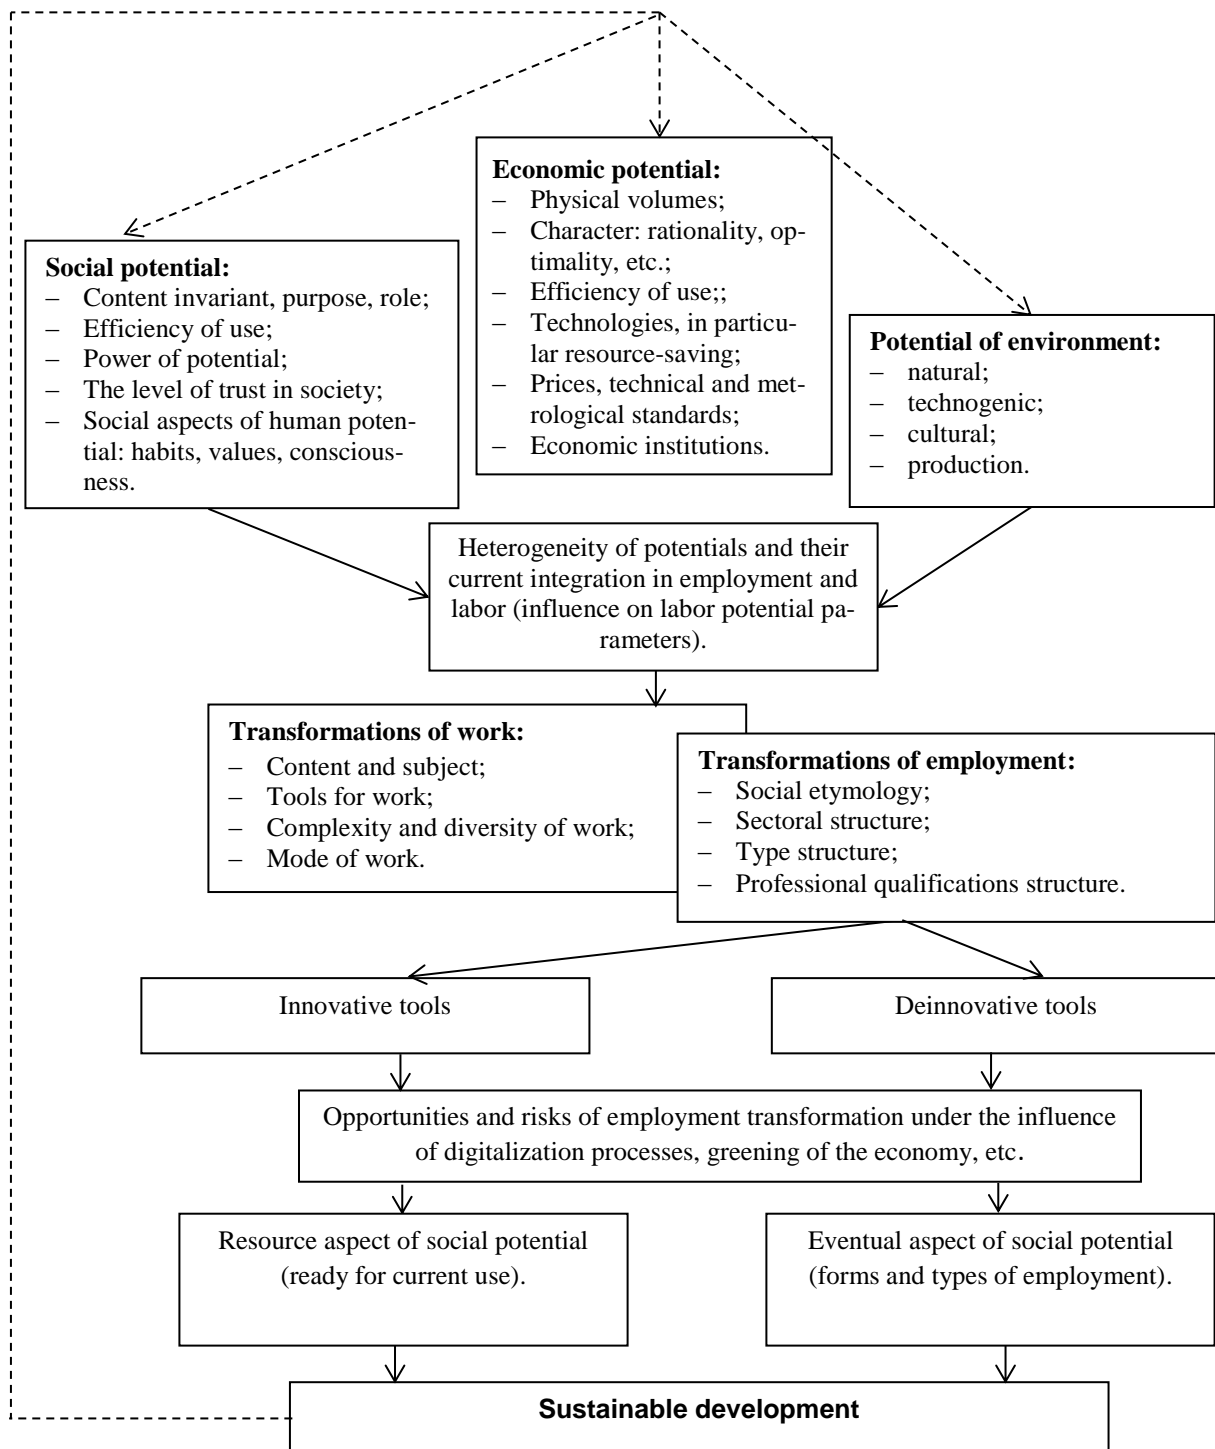 Economic potential:
– Physical volumes;
– Character: rationality, op-
timality, etc.;
– Efficiency of use;;
– Technologies, in particu-
lar resource-saving;
– Prices, technical and met-
rological standards;
– Economic institutions.
Social potential:
– Content invariant, purpose, role;
– Efficiency of use;
– Power of potential;
– The level of trust in society;
– Social aspects of human poten-
tial: habits, values, conscious-
ness.
Potential of environment:
– natural;
– technogenic;
– cultural;
– production.
Heterogeneity of potentials and their
current integration in employment and
labor (influence on labor potential pa-
rameters).
Transformations of work:
– Content and subject;
– Tools for work;
– Complexity and diversity of work;
– Mode of work.
Transformations of employment:
– Social etymology;
– Sectoral structure;
– Type structure;
– Professional qualifications structure.
Innovative tools
Deinnovative tools
Opportunities and risks of employment transformation under the influence
of digitalization processes, greening of the economy, etc.
Resource aspect of social potential
(ready for current use).
Eventual aspect of social potential
(forms and types of employment).
Sustainable development